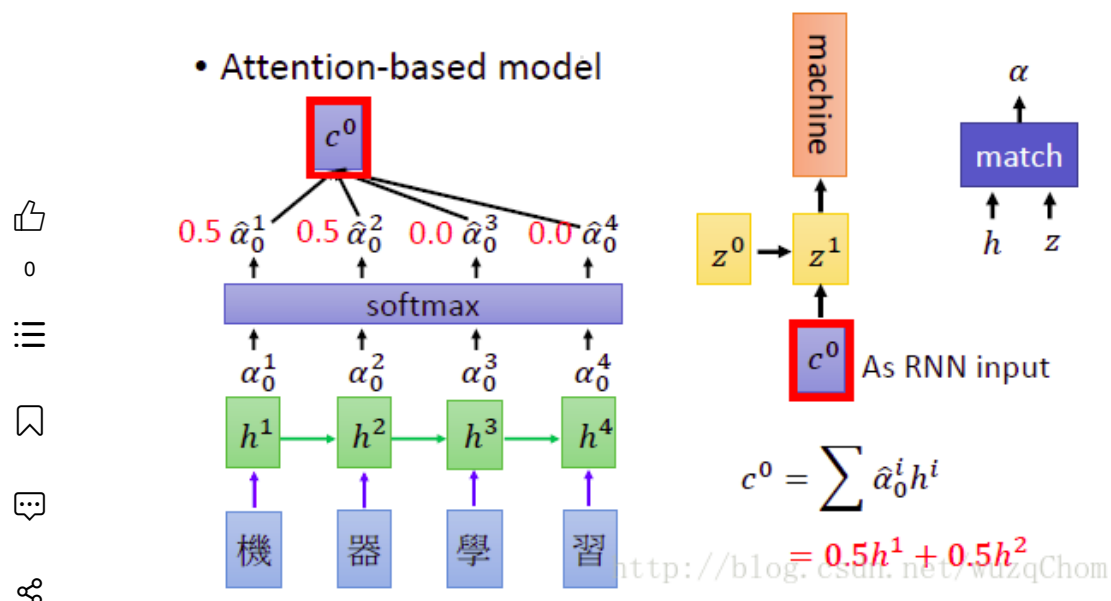 • Attention-based model
c⁰
0.5 α̂₀¹ 0.5 α̂₀² 0.0 α̂₀³ 0.0 α̂₀⁴
softmax
α₀¹ α₀² α₀³ α₀⁴
h¹ h² h³ h⁴
機 器 學 習
machine
z⁰ z¹
c⁰ As RNN input
α
match
h z
c⁰ = ∑ α̂₀ⁱhⁱ
= 0.5h¹ + 0.5h²
http://blog.csdn.net/wuzqChom
0